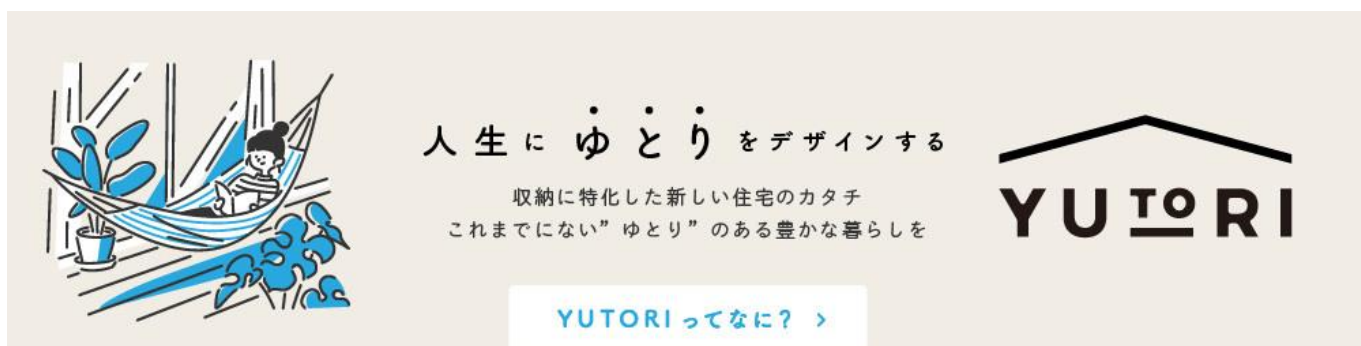 人生にゆとりをデザインする
収納に特化した新しい住宅のカタチ
これまでにない”ゆとり”のある豊かな暮らしを
YUTORI
YUTORIってなに? >